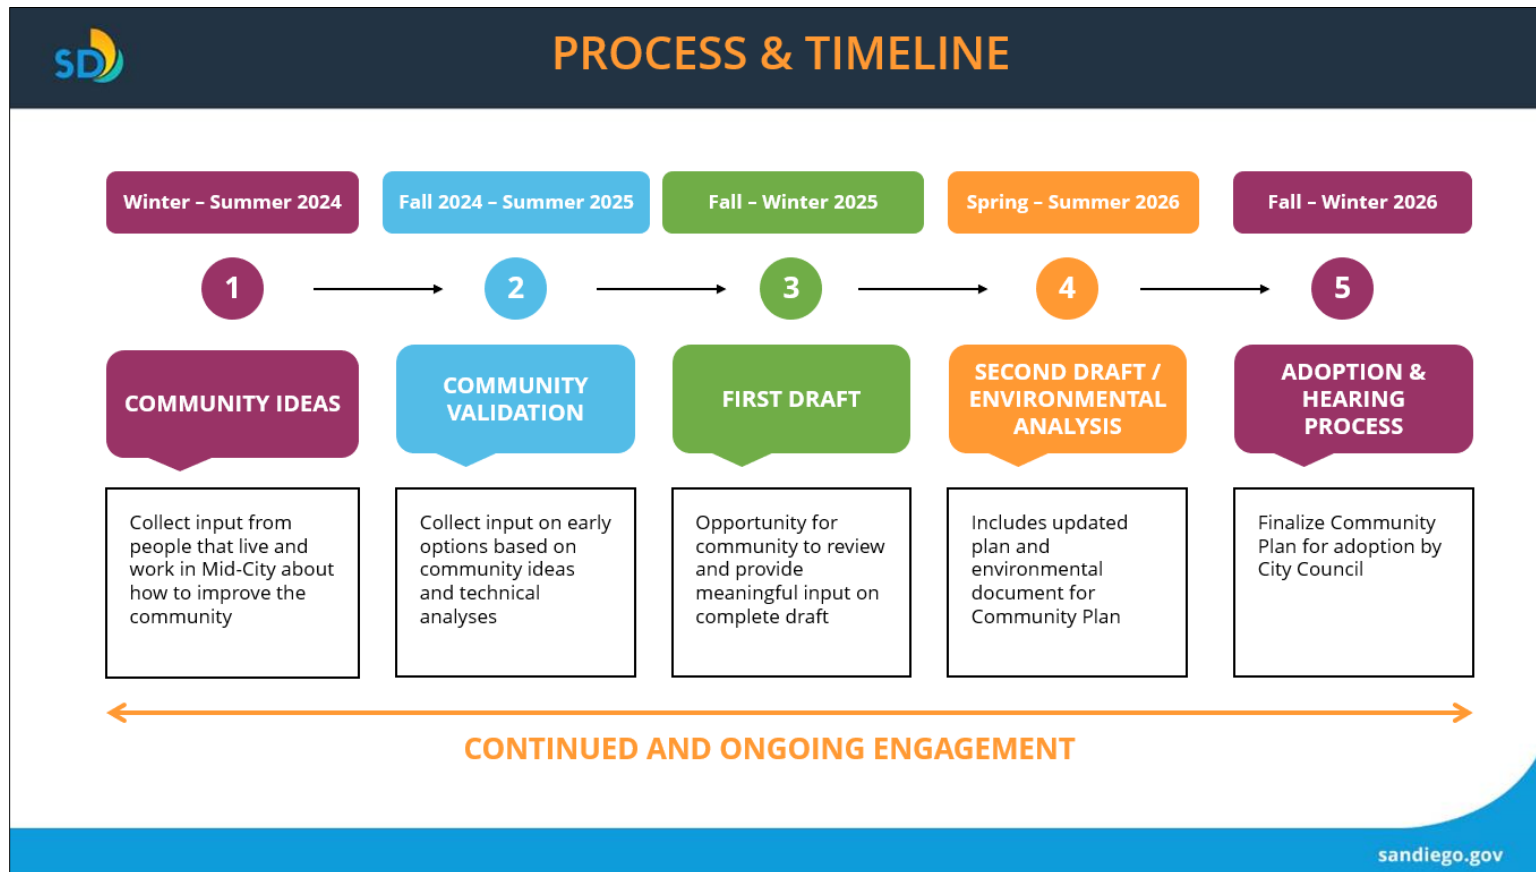 SD
PROCESS & TIMELINE
Winter – Summer 2024
Fall 2024 – Summer 2025
Fall – Winter 2025
Spring – Summer 2026
Fall – Winter 2026
1
2
3
4
5
COMMUNITY IDEAS
COMMUNITY
VALIDATION
FIRST DRAFT
SECOND DRAFT /
ENVIRONMENTAL
ANALYSIS
ADOPTION &
HEARING
PROCESS
Collect input from
people that live and
work in Mid-City about
how to improve the
community
Collect input on early
options based on
community ideas
and technical
analyses
Opportunity for
community to review
and provide
meaningful input on
complete draft
Includes updated
plan and
environmental
document for
Community Plan
Finalize Community
Plan for adoption by
City Council
CONTINUED AND ONGOING ENGAGEMENT
sandiego.gov